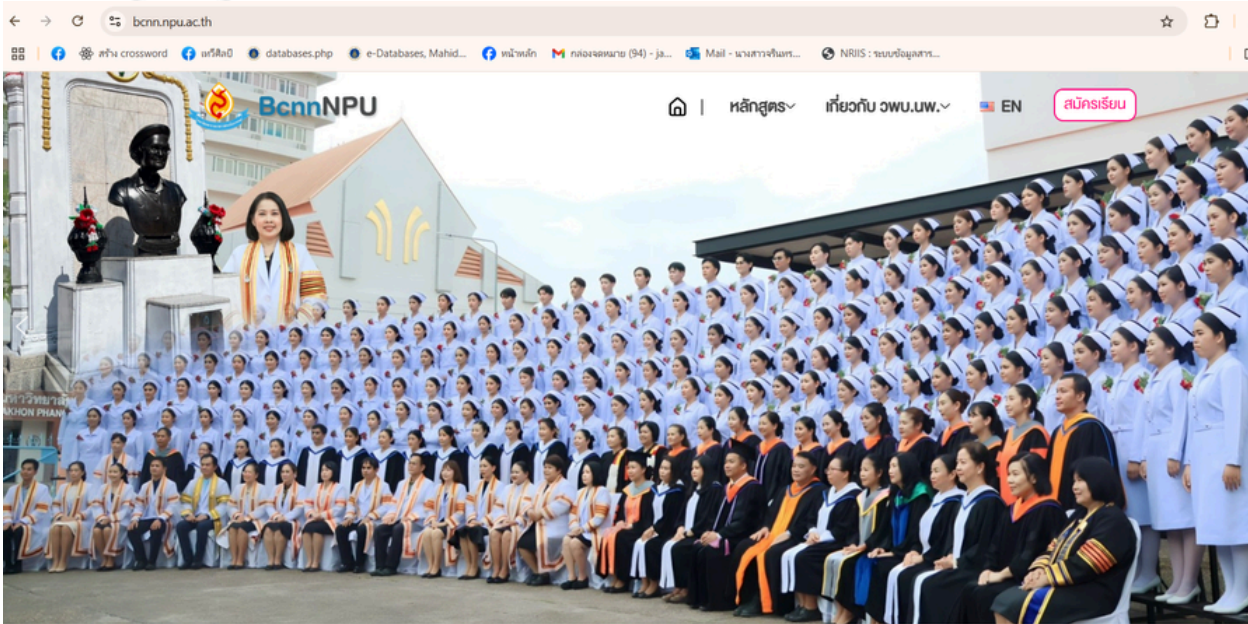 bcnn.npu.ac.th
สร้าง crossword
เทวีศิลป์
databases.php
e-Databases, Mahid...
หน้าหลัก
กล่องจดหมาย (94) - ja...
Mail - นางสาวจรินทร...
NRIIS : ระบบข้อมูลสาร...
BcnnNPU
|
หลักสูตร
เกี่ยวกับ วพบ.นพ.
EN
สมัครเรียน
AKHON PHAN